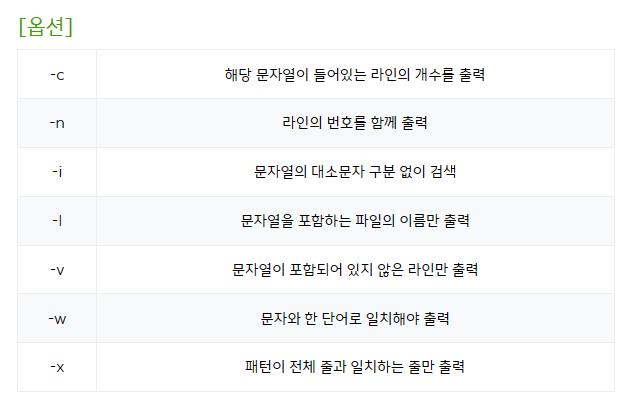 [옵션]
-c 해당 문자열이 들어있는 라인의 개수를 출력
-n 라인의 번호를 함께 출력
-i 문자열의 대소문자 구분 없이 검색
-l 문자열을 포함하는 파일의 이름만 출력
-v 문자열이 포함되어 있지 않은 라인만 출력
-w 문자와 한 단어로 일치해야 출력
-x 패턴이 전체 줄과 일치하는 줄만 출력